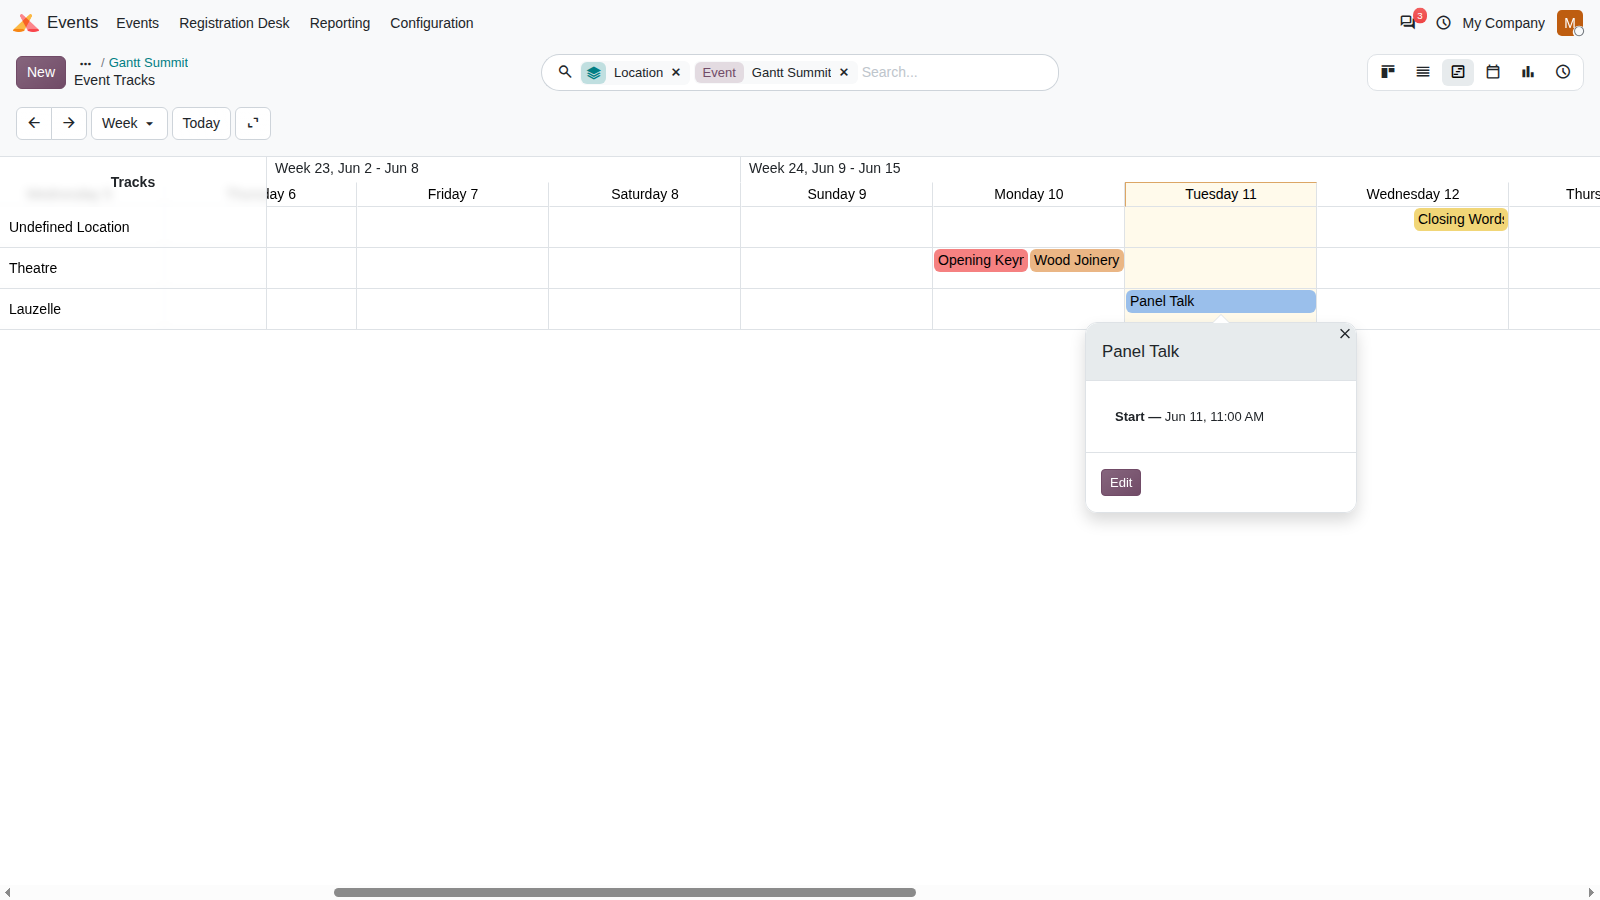 Events Events Registration Desk Reporting Configuration 3 My Company M
New ... / Gantt Summit
Event Tracks
Location × Event Gantt Summit × Search...
Week Today
Tracks
Week 23, Jun 2 - Jun 8 Week 24, Jun 9 - Jun 15
day 6 Friday 7 Saturday 8 Sunday 9 Monday 10 Tuesday 11 Wednesday 12 Thurs
Undefined Location Closing Words
Theatre Opening Keyn Wood Joinery
Lauzelle Panel Talk
Panel Talk
Start — Jun 11, 11:00 AM
Edit